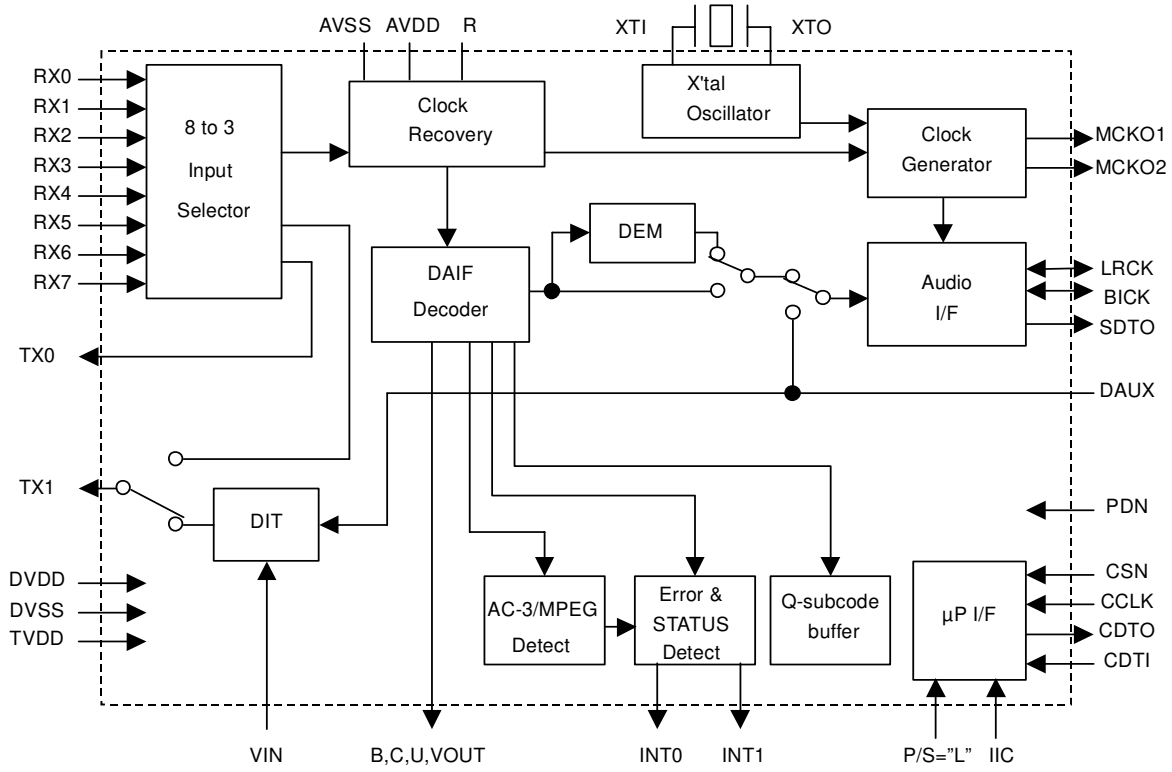 AVSS AVDD R XTI XTO
RX0
RX1
RX2
RX3
RX4
RX5
RX6
RX7
8 to 3
Input
Selector
Clock
Recovery
X'tal
Oscillator
Clock
Generator
MCKO1
MCKO2
DEM
DAIF
Decoder
Audio
I/F
LRCK
BICK
SDTO
TX0
DAUX
TX1
DIT
PDN
DVDD
DVSS
TVDD
AC-3/MPEG
Detect
Error &
STATUS
Detect
Q-subcode
buffer
µP I/F
CSN
CCLK
CDTO
CDTI
VIN B,C,U,VOUT INT0 INT1 P/S="L" IIC